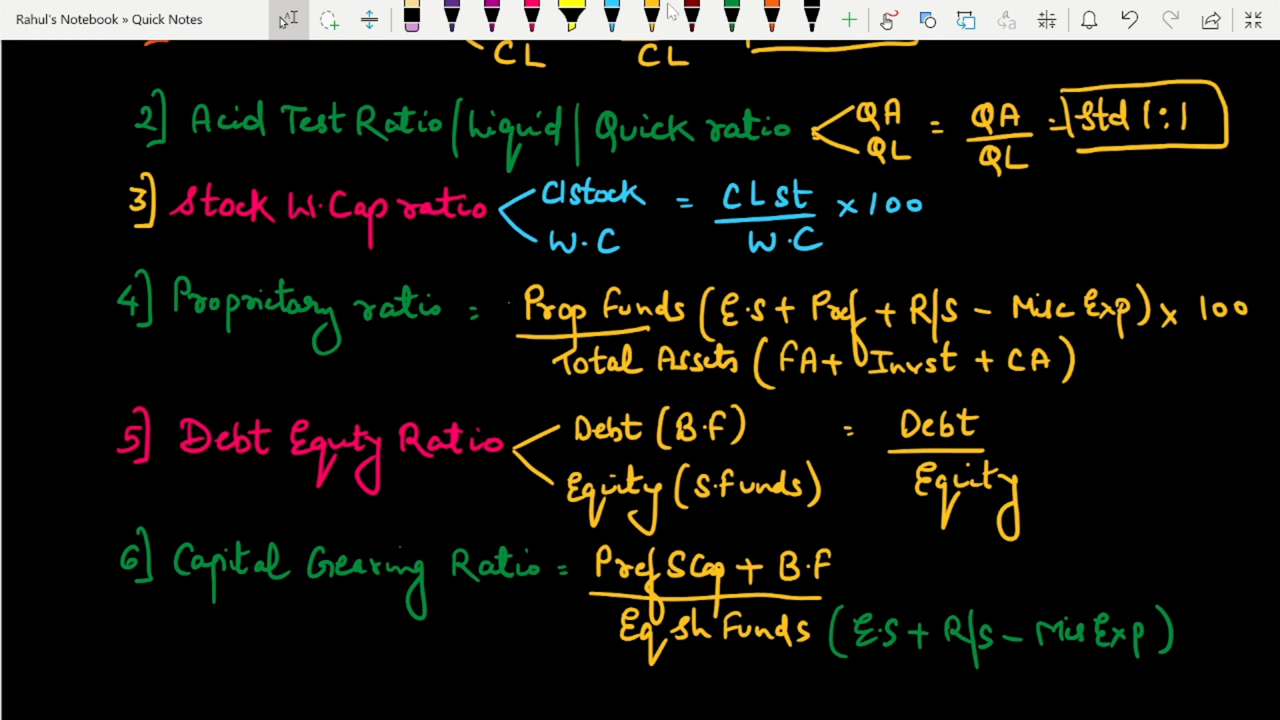 Rahul's Notebook » Quick Notes
CL CL
2] Acid Test Ratio | Liquid | Quick ratio < QA QL = QA / QL = Std 1:1
3] Stock W.Cap ratio < Clstock W.C = CLSt / W.C × 100
4] Proprietary ratio = Prop Funds (E.S + Pref + R/S - Misc Exp) × 100
Total Assets (FA + Invst + CA)
5] Debt Equty Ratio < Debt (B.F) = Debt
Equity (S.Funds) Equity
6] Capital Gearing Ratio = Pref SCap + B.F
Eq Sh Funds (E.S + R/S - Mis Exp)